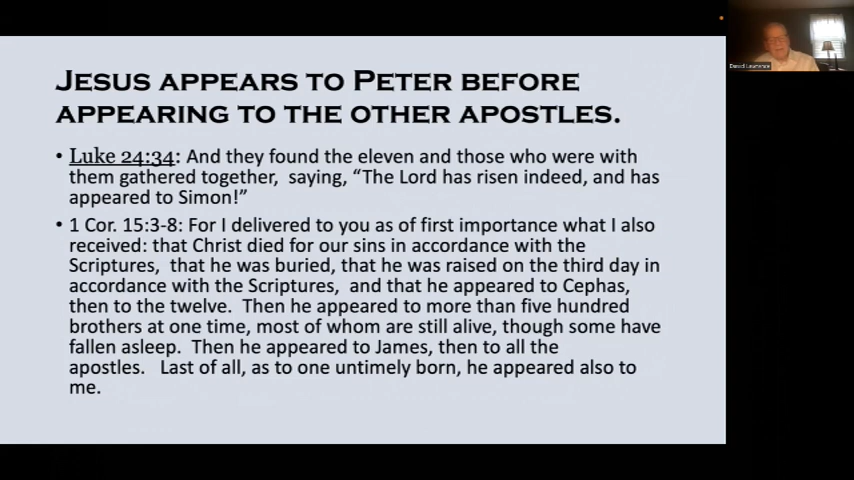 JESUS APPEARS TO PETER BEFORE
APPEARING TO THE OTHER APOSTLES.
• Luke 24:34: And they found the eleven and those who were with
them gathered together, saying, “The Lord has risen indeed, and has
appeared to Simon!”
• 1 Cor. 15:3-8: For I delivered to you as of first importance what I also
received: that Christ died for our sins in accordance with the
Scriptures, that he was buried, that he was raised on the third day in
accordance with the Scriptures, and that he appeared to Cephas,
then to the twelve. Then he appeared to more than five hundred
brothers at one time, most of whom are still alive, though some have
fallen asleep. Then he appeared to James, then to all the
apostles. Last of all, as to one untimely born, he appeared also to
me.
Lawrence